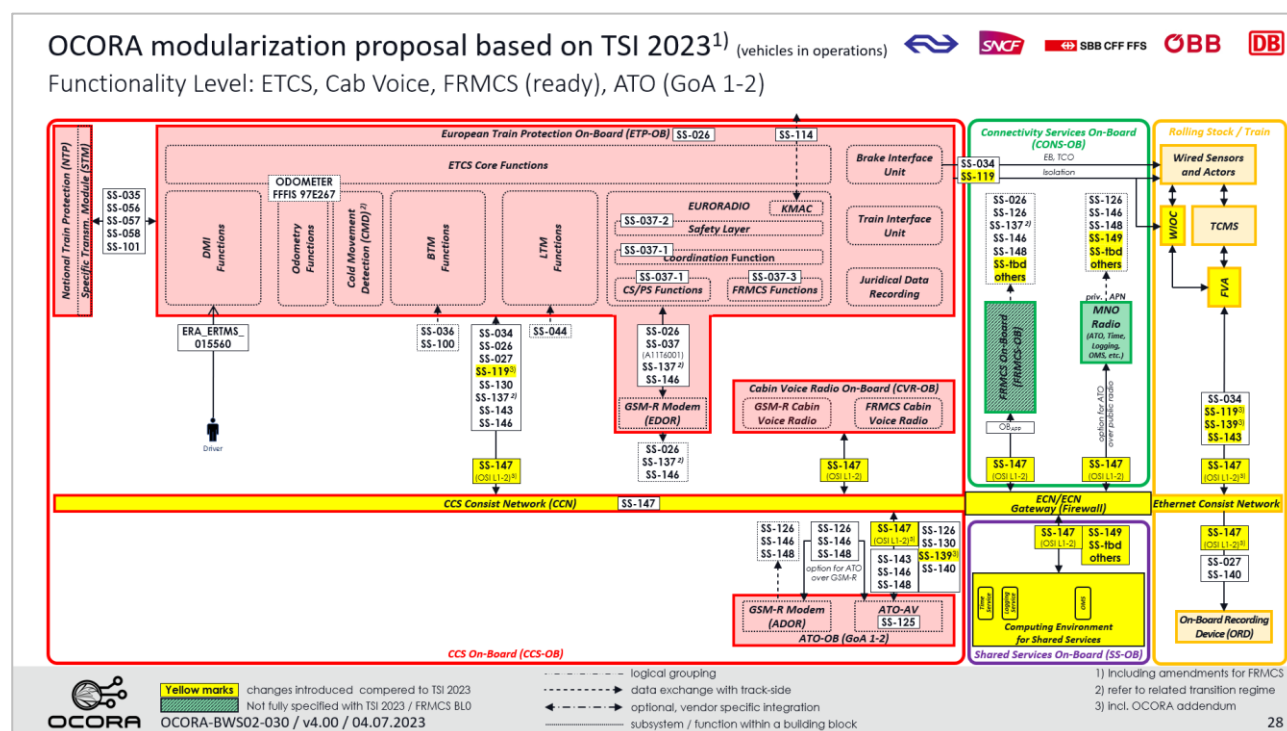 OCORA modularization proposal based on TSI 2023¹⁾ (vehicles in operations)
SNCF
SBB CFF FFS
ÖBB
DB
Functionality Level: ETCS, Cab Voice, FRMCS (ready), ATO (GoA 1-2)
National Train Protection (NTP)
Specific Transm. Module (STM)
SS-035
SS-056
SS-057
SS-058
SS-101
European Train Protection On-Board (ETP-OB)
SS-026
SS-114
ETCS Core Functions
ODOMETER
FFFIS 97E267
DMI
Functions
Odometry
Functions
Cold Movement
Detection (CMD)²⁾
BTM
Functions
LTM
Functions
EURORADIO
KMAC
SS-037-2
Safety Layer
SS-037-1
Coordination Function
SS-037-1
CS/PS Functions
SS-037-3
FRMCS Functions
Brake Interface
Unit
Train Interface
Unit
Juridical Data
Recording
SS-034
SS-119
EB, TCO
Isolation
ERA_ERTMS_
015560
Driver
SS-036
SS-100
SS-034
SS-026
SS-027
SS-119³⁾
SS-130
SS-137²⁾
SS-143
SS-146
SS-147
(OSI L1-2)³⁾
SS-044
SS-026
SS-037
(A11T6001)
SS-137²⁾
SS-146
GSM-R Modem
(EDOR)
SS-026
SS-137²⁾
SS-146
Cabin Voice Radio On-Board (CVR-OB)
GSM-R Cabin
Voice Radio
FRMCS Cabin
Voice Radio
SS-147
(OSI L1-2)
CCS Consist Network (CCN)
SS-147
SS-126
SS-146
SS-148
SS-126
SS-146
SS-148
option for ATO
over GSM-R
SS-147
(OSI L1-2)³⁾
SS-143
SS-146
SS-148
SS-126
SS-130
SS-139³⁾
SS-140
GSM-R Modem
(ADOR)
ATO-AV
SS-125
ATO-OB (GoA 1-2)
CCS On-Board (CCS-OB)
Connectivity Services On-Board
(CONS-OB)
SS-026
SS-126
SS-137²⁾
SS-146
SS-148
SS-tbd
others
SS-126
SS-146
SS-148
SS-149
SS-tbd
others
priv. APN
FRMCS On-Board
(FRMCS-OB)
MNO
Radio
(ATO, Time,
Logging,
OMS, etc.)
OB APP
option for ATO
over public radio
SS-147
(OSI L1-2)
SS-147
(OSI L1-2)
ECN/ECN
Gateway (Firewall)
SS-147
(OSI L1-2)
SS-149
SS-tbd
others
Time
Service
Logging
Service
OMS
Computing Environment
for Shared Services
Shared Services On-Board (SS-OB)
Rolling Stock / Train
Wired Sensors
and Actors
WIOC
TCMS
FVA
SS-034
SS-119³⁾
SS-139³⁾
SS-143
SS-147
(OSI L1-2)
Ethernet Consist Network
SS-147
(OSI L1-2)³⁾
SS-027
SS-140
On-Board Recording
Device (ORD)
OCORA
Yellow marks
changes introduced compared to TSI 2023
Not fully specified with TSI 2023 / FRMCS BL0
OCORA-BWS02-030 / v4.00 / 04.07.2023
logical grouping
data exchange with track-side
optional, vendor specific integration
subsystem / function within a building block
1) Including amendments for FRMCS
2) refer to related transition regime
3) incl. OCORA addendum
28